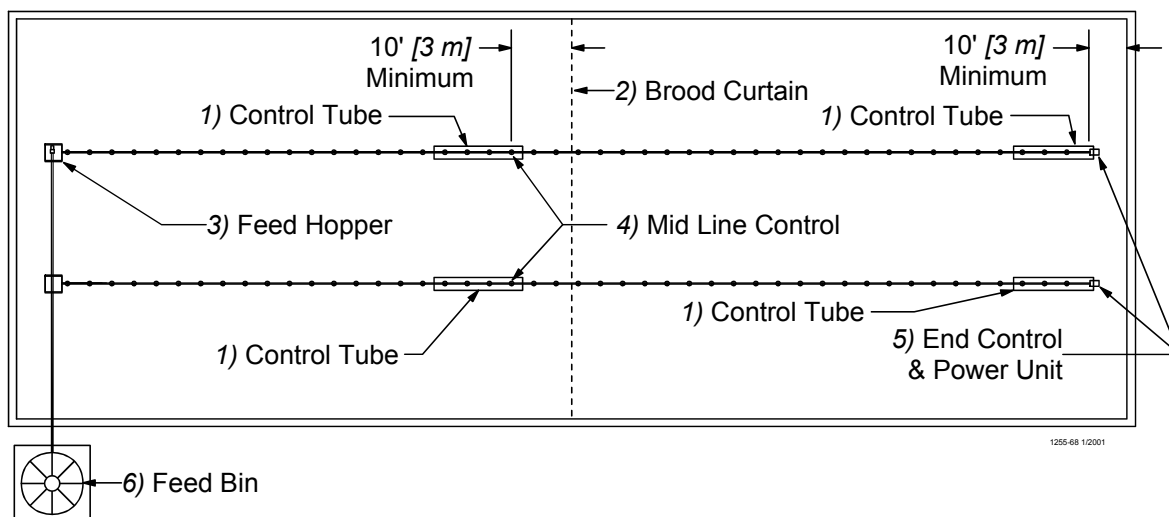 10' [3 m]
Minimum
10' [3 m]
Minimum
2) Brood Curtain
1) Control Tube
1) Control Tube
3) Feed Hopper
4) Mid Line Control
1) Control Tube
1) Control Tube
5) End Control
& Power Unit
1255-68 1/2001
6) Feed Bin